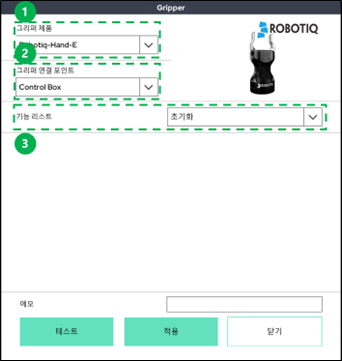 Gripper
1
그리퍼 제품
Robotiq-Hand-E
ROBOTIQ
2
그리퍼 연결 포인트
Control Box
기능 리스트
초기화
3
메모
테스트
적용
닫기